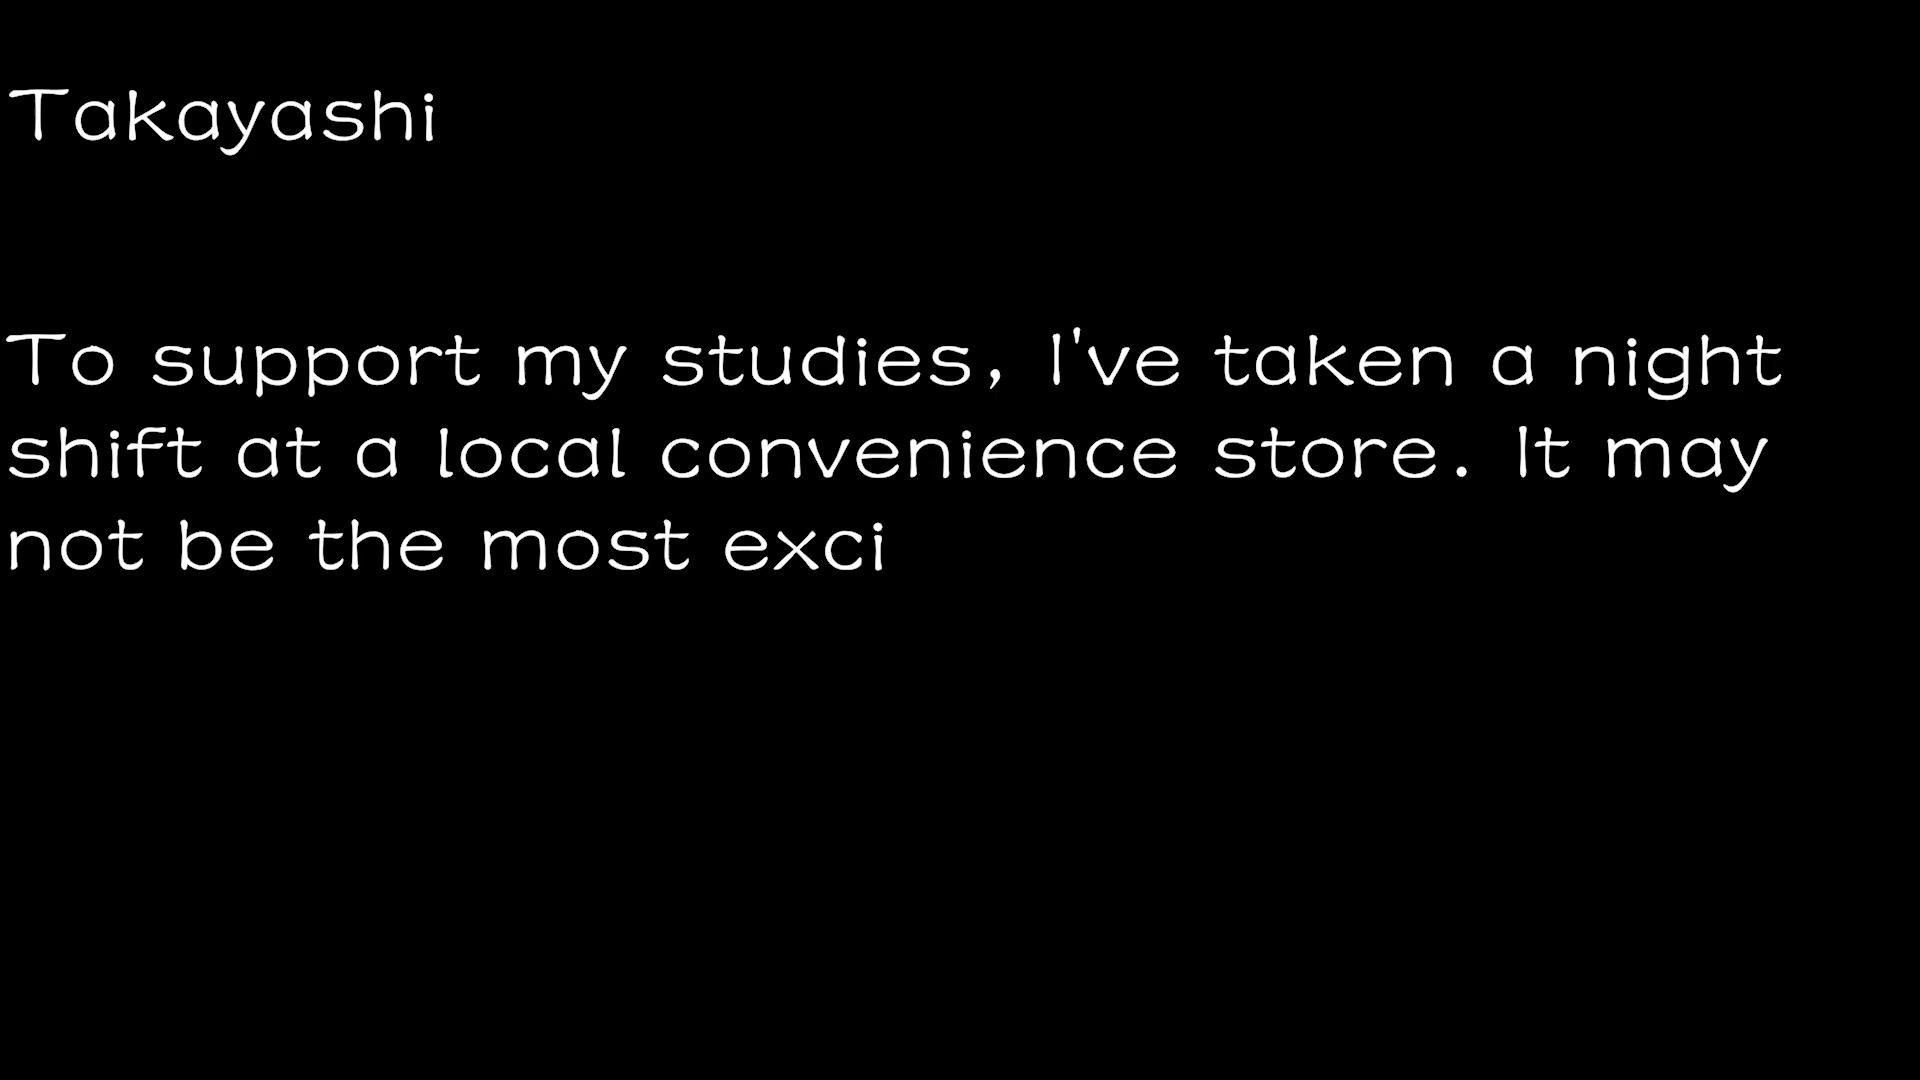 Takayashi
To support my studies, I've taken a night
shift at a local convenience store. It may
not be the most exci